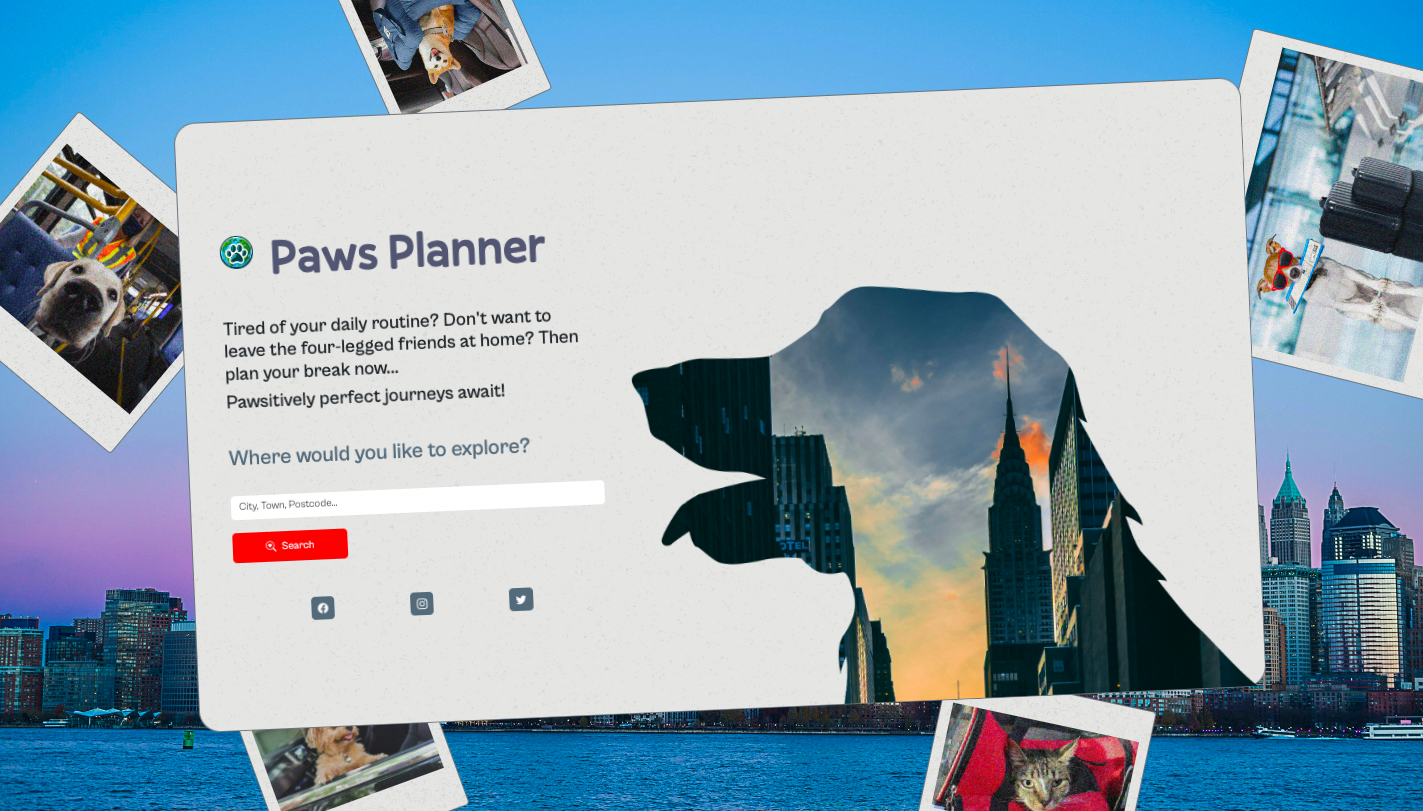 Paws Planner
Tired of your daily routine? Don't want to
leave the four-legged friends at home? Then
plan your break now...
Pawsitively perfect journeys await!
Where would you like to explore?
City, Town, Postcode...
Search
OTEL